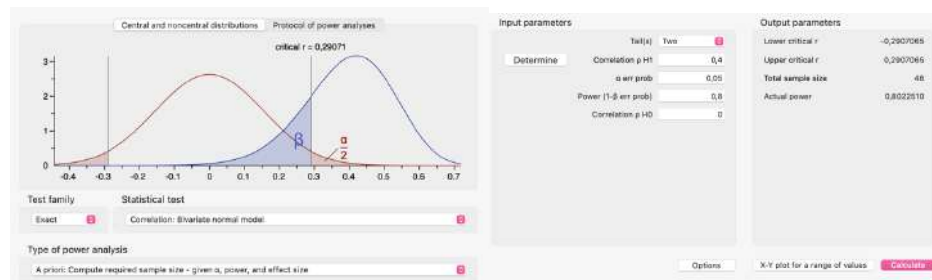 Central and noncentral distributions Protocol of power analyses
critical r = 0,29071
3
2
1
0
β
α
2
-0.4 -0.3 -0.2 -0.1 0 0.1 0.2 0.3 0.4 0.5 0.6 0.7
Test family Statistical test
Exact Correlation: Bivariate normal model
Type of power analysis
A priori: Compute required sample size - given α, power, and effect size
Input parameters
Tail(s) Two
Determine Correlation ρ H1 0,4
α err prob 0,05
Power (1-β err prob) 0,8
Correlation ρ H0 0
Output parameters
Lower critical r -0,2907065
Upper critical r 0,2907065
Total sample size 46
Actual power 0,8022510
Options X-Y plot for a range of values Calculate